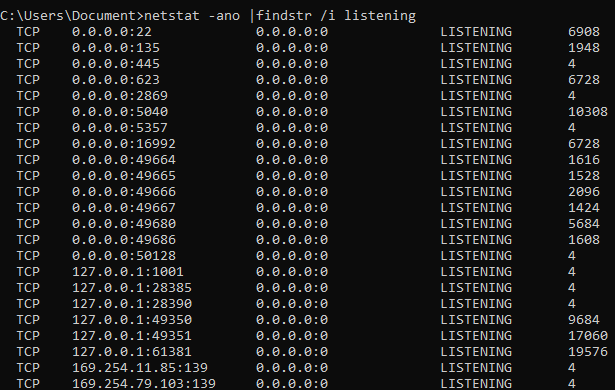 C:\Users\Document>netstat -ano |findstr /i listening
TCP 0.0.0.0:22 0.0.0.0:0 LISTENING 6908
TCP 0.0.0.0:135 0.0.0.0:0 LISTENING 1948
TCP 0.0.0.0:445 0.0.0.0:0 LISTENING 4
TCP 0.0.0.0:623 0.0.0.0:0 LISTENING 6728
TCP 0.0.0.0:2869 0.0.0.0:0 LISTENING 4
TCP 0.0.0.0:5040 0.0.0.0:0 LISTENING 10308
TCP 0.0.0.0:5357 0.0.0.0:0 LISTENING 4
TCP 0.0.0.0:16992 0.0.0.0:0 LISTENING 6728
TCP 0.0.0.0:49664 0.0.0.0:0 LISTENING 1616
TCP 0.0.0.0:49665 0.0.0.0:0 LISTENING 1528
TCP 0.0.0.0:49666 0.0.0.0:0 LISTENING 2096
TCP 0.0.0.0:49667 0.0.0.0:0 LISTENING 1424
TCP 0.0.0.0:49680 0.0.0.0:0 LISTENING 5684
TCP 0.0.0.0:49686 0.0.0.0:0 LISTENING 1608
TCP 0.0.0.0:50128 0.0.0.0:0 LISTENING 4
TCP 127.0.0.1:1001 0.0.0.0:0 LISTENING 4
TCP 127.0.0.1:28385 0.0.0.0:0 LISTENING 4
TCP 127.0.0.1:28390 0.0.0.0:0 LISTENING 4
TCP 127.0.0.1:49350 0.0.0.0:0 LISTENING 9684
TCP 127.0.0.1:49351 0.0.0.0:0 LISTENING 17060
TCP 127.0.0.1:61381 0.0.0.0:0 LISTENING 19576
TCP 169.254.11.85:139 0.0.0.0:0 LISTENING 4
TCP 169.254.79.103:139 0.0.0.0:0 LISTENING 4